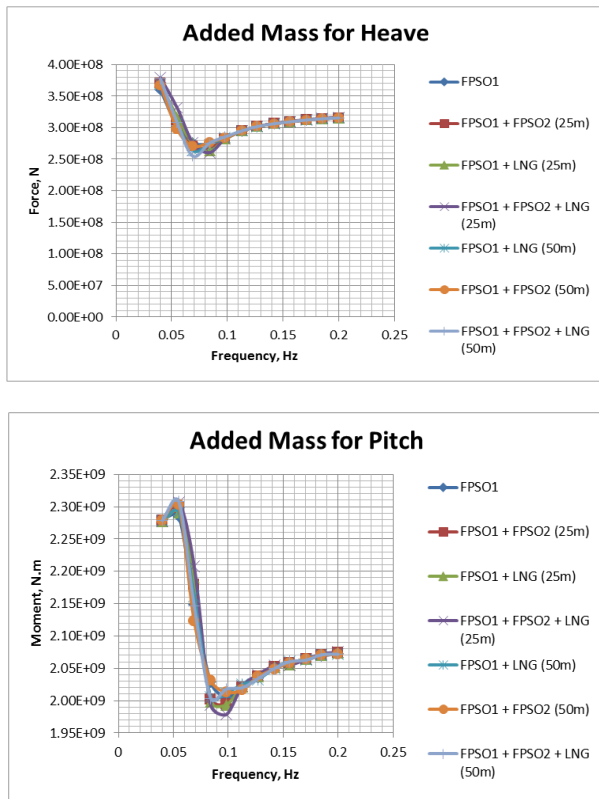 Added Mass for Heave
4.00E+08
3.50E+08
3.00E+08
2.50E+08
2.00E+08
1.50E+08
1.00E+08
5.00E+07
0.00E+00
Force, N
0
0.05
0.1
0.15
0.2
0.25
Frequency, Hz
FPSO1
FPSO1 + FPSO2 (25m)
FPSO1 + LNG (25m)
FPSO1 + FPSO2 + LNG
(25m)
FPSO1 + LNG (50m)
FPSO1 + FPSO2 (50m)
FPSO1 + FPSO2 + LNG
(50m)
Added Mass for Pitch
2.35E+09
2.30E+09
2.25E+09
2.20E+09
2.15E+09
2.10E+09
2.05E+09
2.00E+09
1.95E+09
Moment, N.m
0
0.05
0.1
0.15
0.2
0.25
Frequency, Hz
FPSO1
FPSO1 + FPSO2 (25m)
FPSO1 + LNG (25m)
FPSO1 + FPSO2 + LNG
(25m)
FPSO1 + LNG (50m)
FPSO1 + FPSO2 (50m)
FPSO1 + FPSO2 + LNG
(50m)